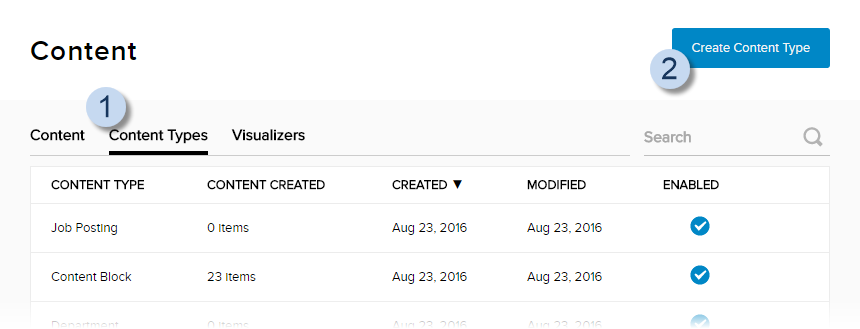 Content
Create Content Type
2
1
Content Content Types Visualizers Search
CONTENT TYPE CONTENT CREATED CREATED ▼ MODIFIED ENABLED
Job Posting 0 items Aug 23, 2016 Aug 23, 2016
Content Block 23 items Aug 23, 2016 Aug 23, 2016
Department 0 items Aug 23, 2016 Aug 23, 2016